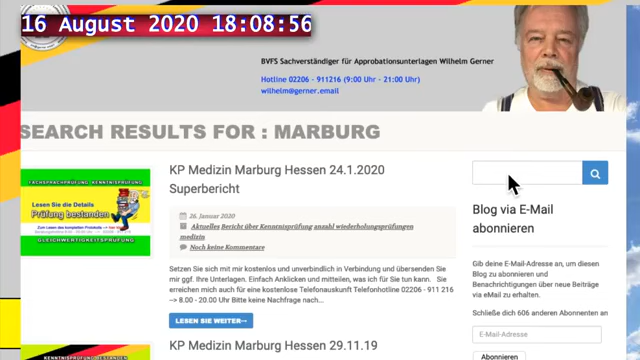 16 August 2020 18:08:56
BVFS Sachverständiger für Approbationsunterlagen Wilhelm Gerner
Hotline 02206 - 911216 (9:00 Uhr - 21:00 Uhr)
wilhelm@gerner.email
SEARCH RESULTS FOR : MARBURG
FACHSPRACHPRÜFUNG KENNTNISPRÜFUNG
Lesen Sie die Details
Prüfung bestanden
GLEICHWERTIGKEITSPRÜFUNG
KP Medizin Marburg Hessen 24.1.2020
Superbericht
26. Januar 2020
Aktuelles Bericht über Kenntnisprüfung anzahl wiederholungsprüfungen
medizin
Noch keine Kommentare
Setzen Sie sich mit mir kostenlos und unverbindlich in Verbindung und übersenden Sie
mir ggf. Ihre Unterlagen. Einfach Anklicken und mitteilen, was ich für Sie tun kann. Sie
erreichen mich auch für eine kostenlose Telefonauskunft Telefonhotline 02206 - 911 216
–> 8.00 - 20.00 Uhr Bitte keine Nachfrage nach...
LESEN SIE WEITER
KP Medizin Marburg Hessen 29.11.19
Blog via E-Mail
abonnieren
Gib deine E-Mail-Adresse an, um diesen
Blog zu abonnieren und
Benachrichtigungen über neue Beiträge
via eMail zu erhalten.
Schließe dich 606 anderen Abonnenten an
E-Mail-Adresse
Abonnieren